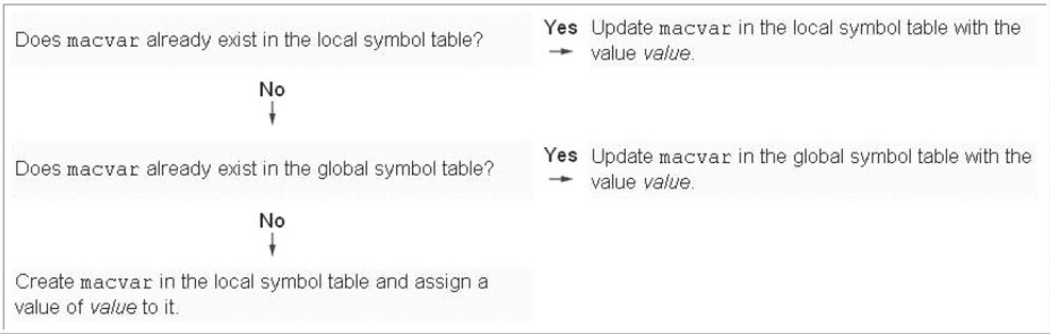 Does macvar already exist in the local symbol table?
Yes Update macvar in the local symbol table with the
value value.
No
Does macvar already exist in the global symbol table?
Yes Update macvar in the global symbol table with the
value value.
No
Create macvar in the local symbol table and assign a
value of value to it.